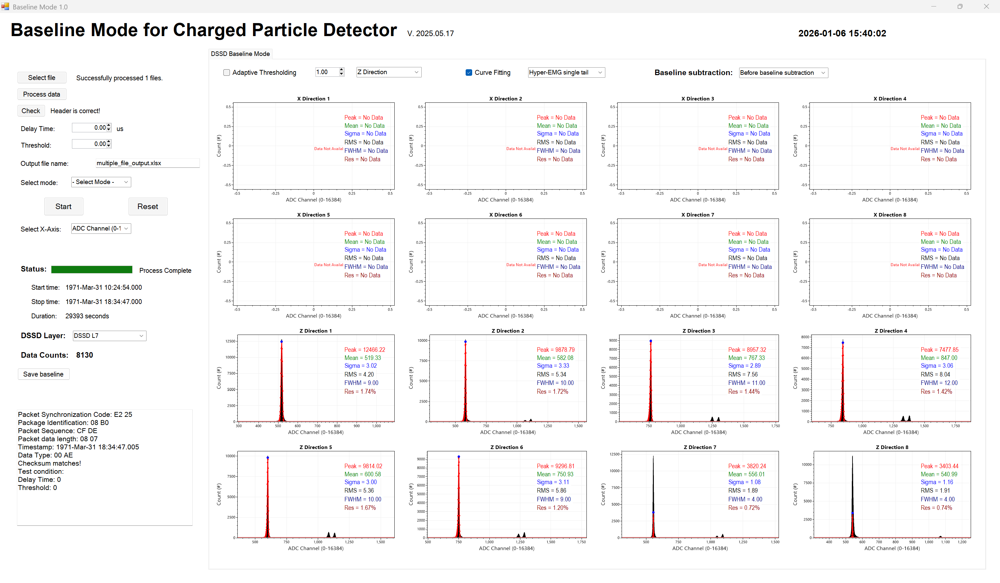 Baseline Mode 1.0
Baseline Mode for Charged Particle Detector V. 2025.05.17
2026-01-06 15:40:02
Select file Successfully processed 1 files.
Process data
Check Header is correct!
Delay Time: 0.00 us
Threshold: 0.00
Output file name: multiple_file_output.xlsx
Select mode: - Select Mode -
Start Reset
Select X-Axis: ADC Channel (0-1
Status: Process Complete
Start time: 1971-Mar-31 10:24:54.000
Stop time: 1971-Mar-31 18:34:47.000
Duration: 29393 seconds
DSSD Layer: DSSD L7
Data Counts: 8130
Save baseline
Packet Synchronization Code: E2 25
Package Identification: 08 B0
Packet Sequence: CF DE
Packet data length: 08 07
Timestamp: 1971-Mar-31 18:34:47.005
Data Type: 00 AE
Checksum matches!
Test condition:
Delay Time: 0
Threshold: 0
DSSD Baseline Mode
Adaptive Thresholding 1.00 Z Direction Curve Fitting Hyper-EMG single tail Baseline subtraction: Before baseline subtraction
X Direction 1
Count (#)
0.5
0.25
0
-0.25
-0.5
Data Not Availab
Peak = No Data
Mean = No Data
Sigma = No Data
RMS = No Data
FWHM = No Data
Res = No Data
-0.5 -0.25 0 0.25 0.5
ADC Channel (0-16384)
X Direction 2
Count (#)
0.5
0.25
0
-0.25
-0.5
Data Not Availab
Peak = No Data
Mean = No Data
Sigma = No Data
RMS = No Data
FWHM = No Data
Res = No Data
-0.5 -0.25 0 0.25 0.5
ADC Channel (0-16384)
X Direction 3
Count (#)
0.5
0.25
0
-0.25
-0.5
Data Not Availal
Peak = No Data
Mean = No Data
Sigma = No Data
RMS = No Data
FWHM = No Data
Res = No Data
-0.5 -0.25 0 0.25 0.5
ADC Channel (0-16384)
X Direction 4
Count (#)
0.5
0.25
0
-0.25
-0.5
Data Not Availal
Peak = No Data
Mean = No Data
Sigma = No Data
RMS = No Data
FWHM = No Data
Res = No Data
-0.5 -0.25 0 0.25 0.5
ADC Channel (0-16384)
X Direction 5
Count (#)
0.5
0.25
0
-0.25
-0.5
Data Not Availab
Peak = No Data
Mean = No Data
Sigma = No Data
RMS = No Data
FWHM = No Data
Res = No Data
-0.5 -0.25 0 0.25 0.5
ADC Channel (0-16384)
X Direction 6
Count (#)
0.5
0.25
0
-0.25
-0.5
Data Not Availab
Peak = No Data
Mean = No Data
Sigma = No Data
RMS = No Data
FWHM = No Data
Res = No Data
-0.5 -0.25 0 0.25 0.5
ADC Channel (0-16384)
X Direction 7
Count (#)
0.5
0.25
0
-0.25
-0.5
Data Not Availal
Peak = No Data
Mean = No Data
Sigma = No Data
RMS = No Data
FWHM = No Data
Res = No Data
-0.5 -0.25 0 0.25 0.5
ADC Channel (0-16384)
X Direction 8
Count (#)
0.5
0.25
0
-0.25
-0.5
Data Not Availal
Peak = No Data
Mean = No Data
Sigma = No Data
RMS = No Data
FWHM = No Data
Res = No Data
-0.5 -0.25 0 0.25 0.5
ADC Channel (0-16384)
Z Direction 1
Count (#)
12500
10000
7500
5000
2500
0
Peak = 12466.22
Mean = 519.33
Sigma = 3.02
RMS = 4.20
FWHM = 9.00
Res = 1.74%
300 400 500 600 700 800 900 1,000
ADC Channel (0-16384)
Z Direction 2
Count (#)
10000
7500
5000
2500
0
Peak = 9878.79
Mean = 582.08
Sigma = 3.33
RMS = 5.34
FWHM = 10.00
Res = 1.72%
500 750 1,000 1,250 1,500
ADC Channel (0-16384)
Z Direction 3
Count (#)
9000
8000
7000
6000
5000
4000
3000
2000
1000
0
Peak = 8957.32
Mean = 767.33
Sigma = 2.89
RMS = 7.56
FWHM = 11.00
Res = 1.44%
750 1,000 1,250 1,500 1,750
ADC Channel (0-16384)
Z Direction 4
Count (#)
8000
7000
6000
5000
4000
3000
2000
1000
0
Peak = 7477.85
Mean = 847.00
Sigma = 3.06
RMS = 8.04
FWHM = 12.00
Res = 1.42%
750 1,000 1,250 1,500 1,750
ADC Channel (0-16384)
Z Direction 5
Count (#)
10000
7500
5000
2500
0
Peak = 9814.02
Mean = 600.58
Sigma = 3.00
RMS = 5.36
FWHM = 10.00
Res = 1.67%
500 750 1,000 1,250 1,500
ADC Channel (0-16384)
Z Direction 6
Count (#)
9000
8000
7000
6000
5000
4000
3000
2000
1000
0
Peak = 9296.81
Mean = 750.93
Sigma = 3.11
RMS = 5.86
FWHM = 9.00
Res = 1.20%
500 750 1,000 1,250 1,500 1,750
ADC Channel (0-16384)
Z Direction 7
Count (#)
12500
10000
7500
5000
2500
0
Peak = 3820.24
Mean = 556.01
Sigma = 1.08
RMS = 1.89
FWHM = 4.00
Res = 0.72%
500 750 1,000 1,250 1,500
ADC Channel (0-16384)
Z Direction 8
Count (#)
10000
7500
5000
2500
0
Peak = 3403.44
Mean = 540.99
Sigma = 1.16
RMS = 1.91
FWHM = 4.00
Res = 0.74%
400 500 600 700 800 900 1,000 1,100 1,200
ADC Channel (0-16384)